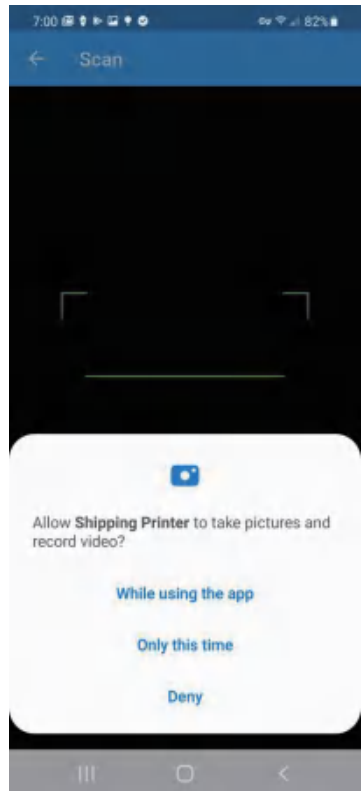 7:00
82%
Scan
Allow Shipping Printer to take pictures and
record video?
While using the app
Only this time
Deny